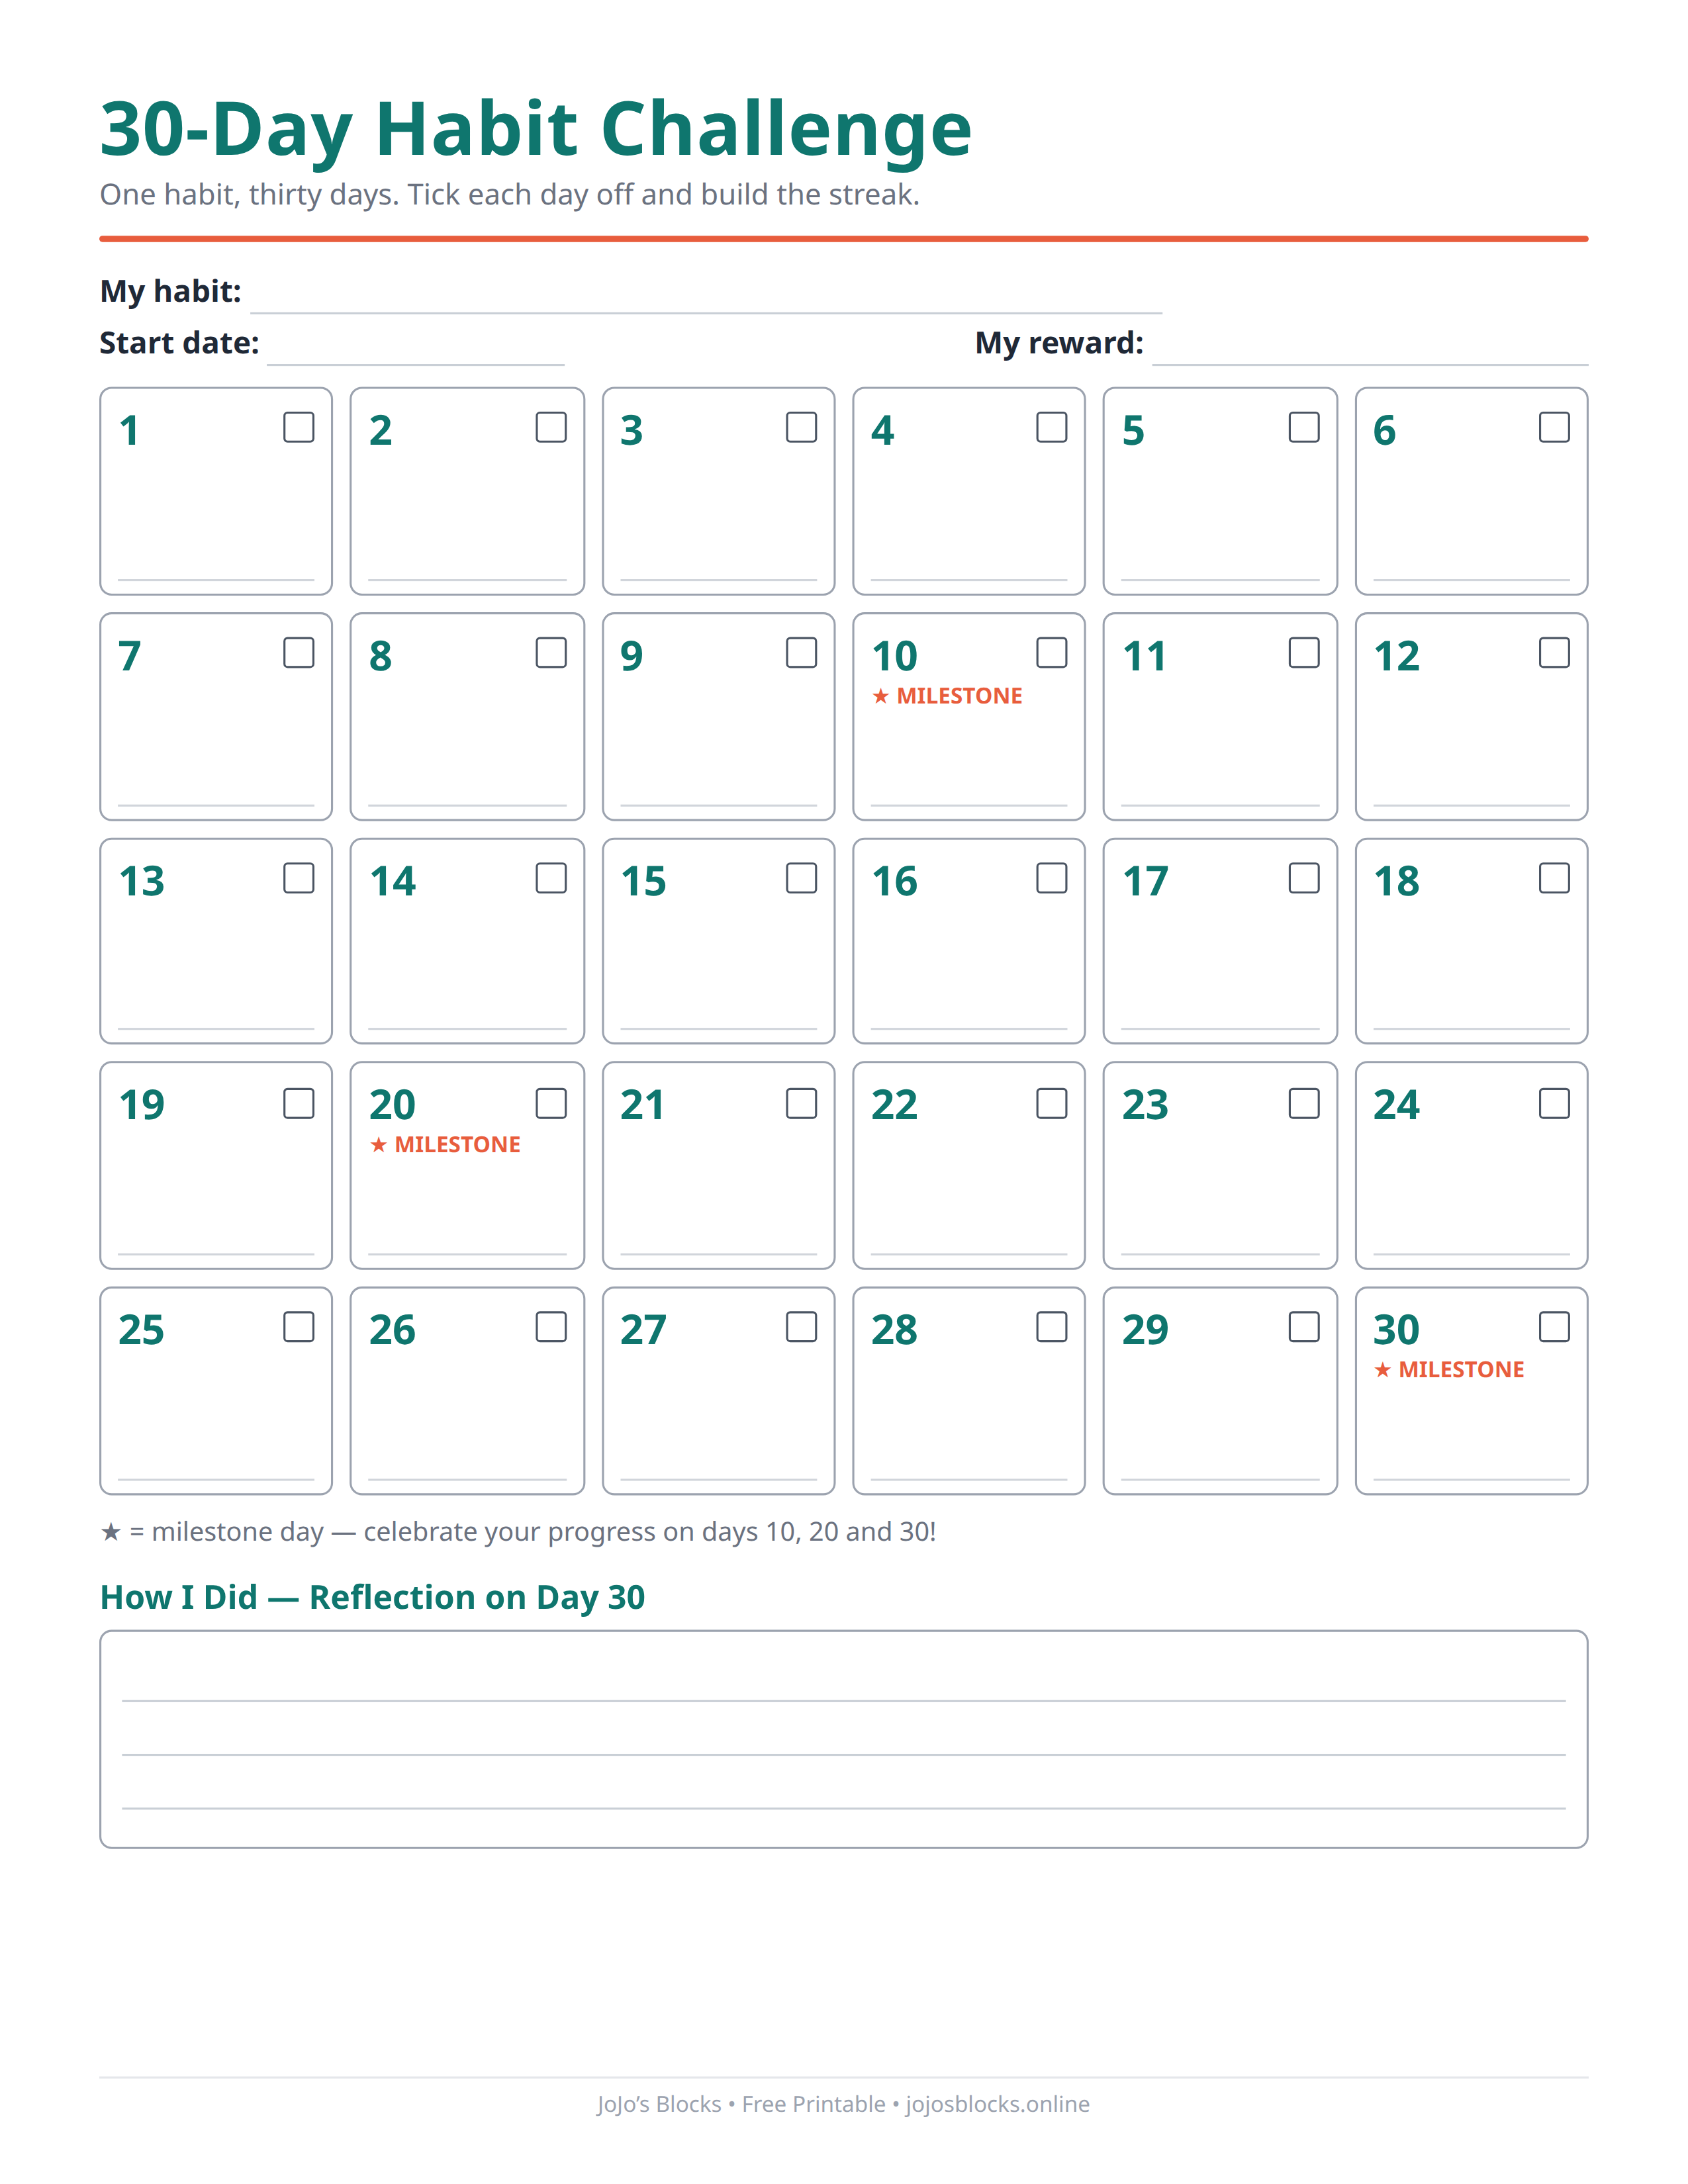 30-Day Habit Challenge
One habit, thirty days. Tick each day off and build the streak.
My habit:
Start date: My reward:
1 2 3 4 5 6
7 8 9 10 11 12
★ MILESTONE
13 14 15 16 17 18
19 20 21 22 23 24
★ MILESTONE
25 26 27 28 29 30
★ MILESTONE
★ = milestone day — celebrate your progress on days 10, 20 and 30!
How I Did — Reflection on Day 30
JoJo’s Blocks • Free Printable • jojosblocks.online